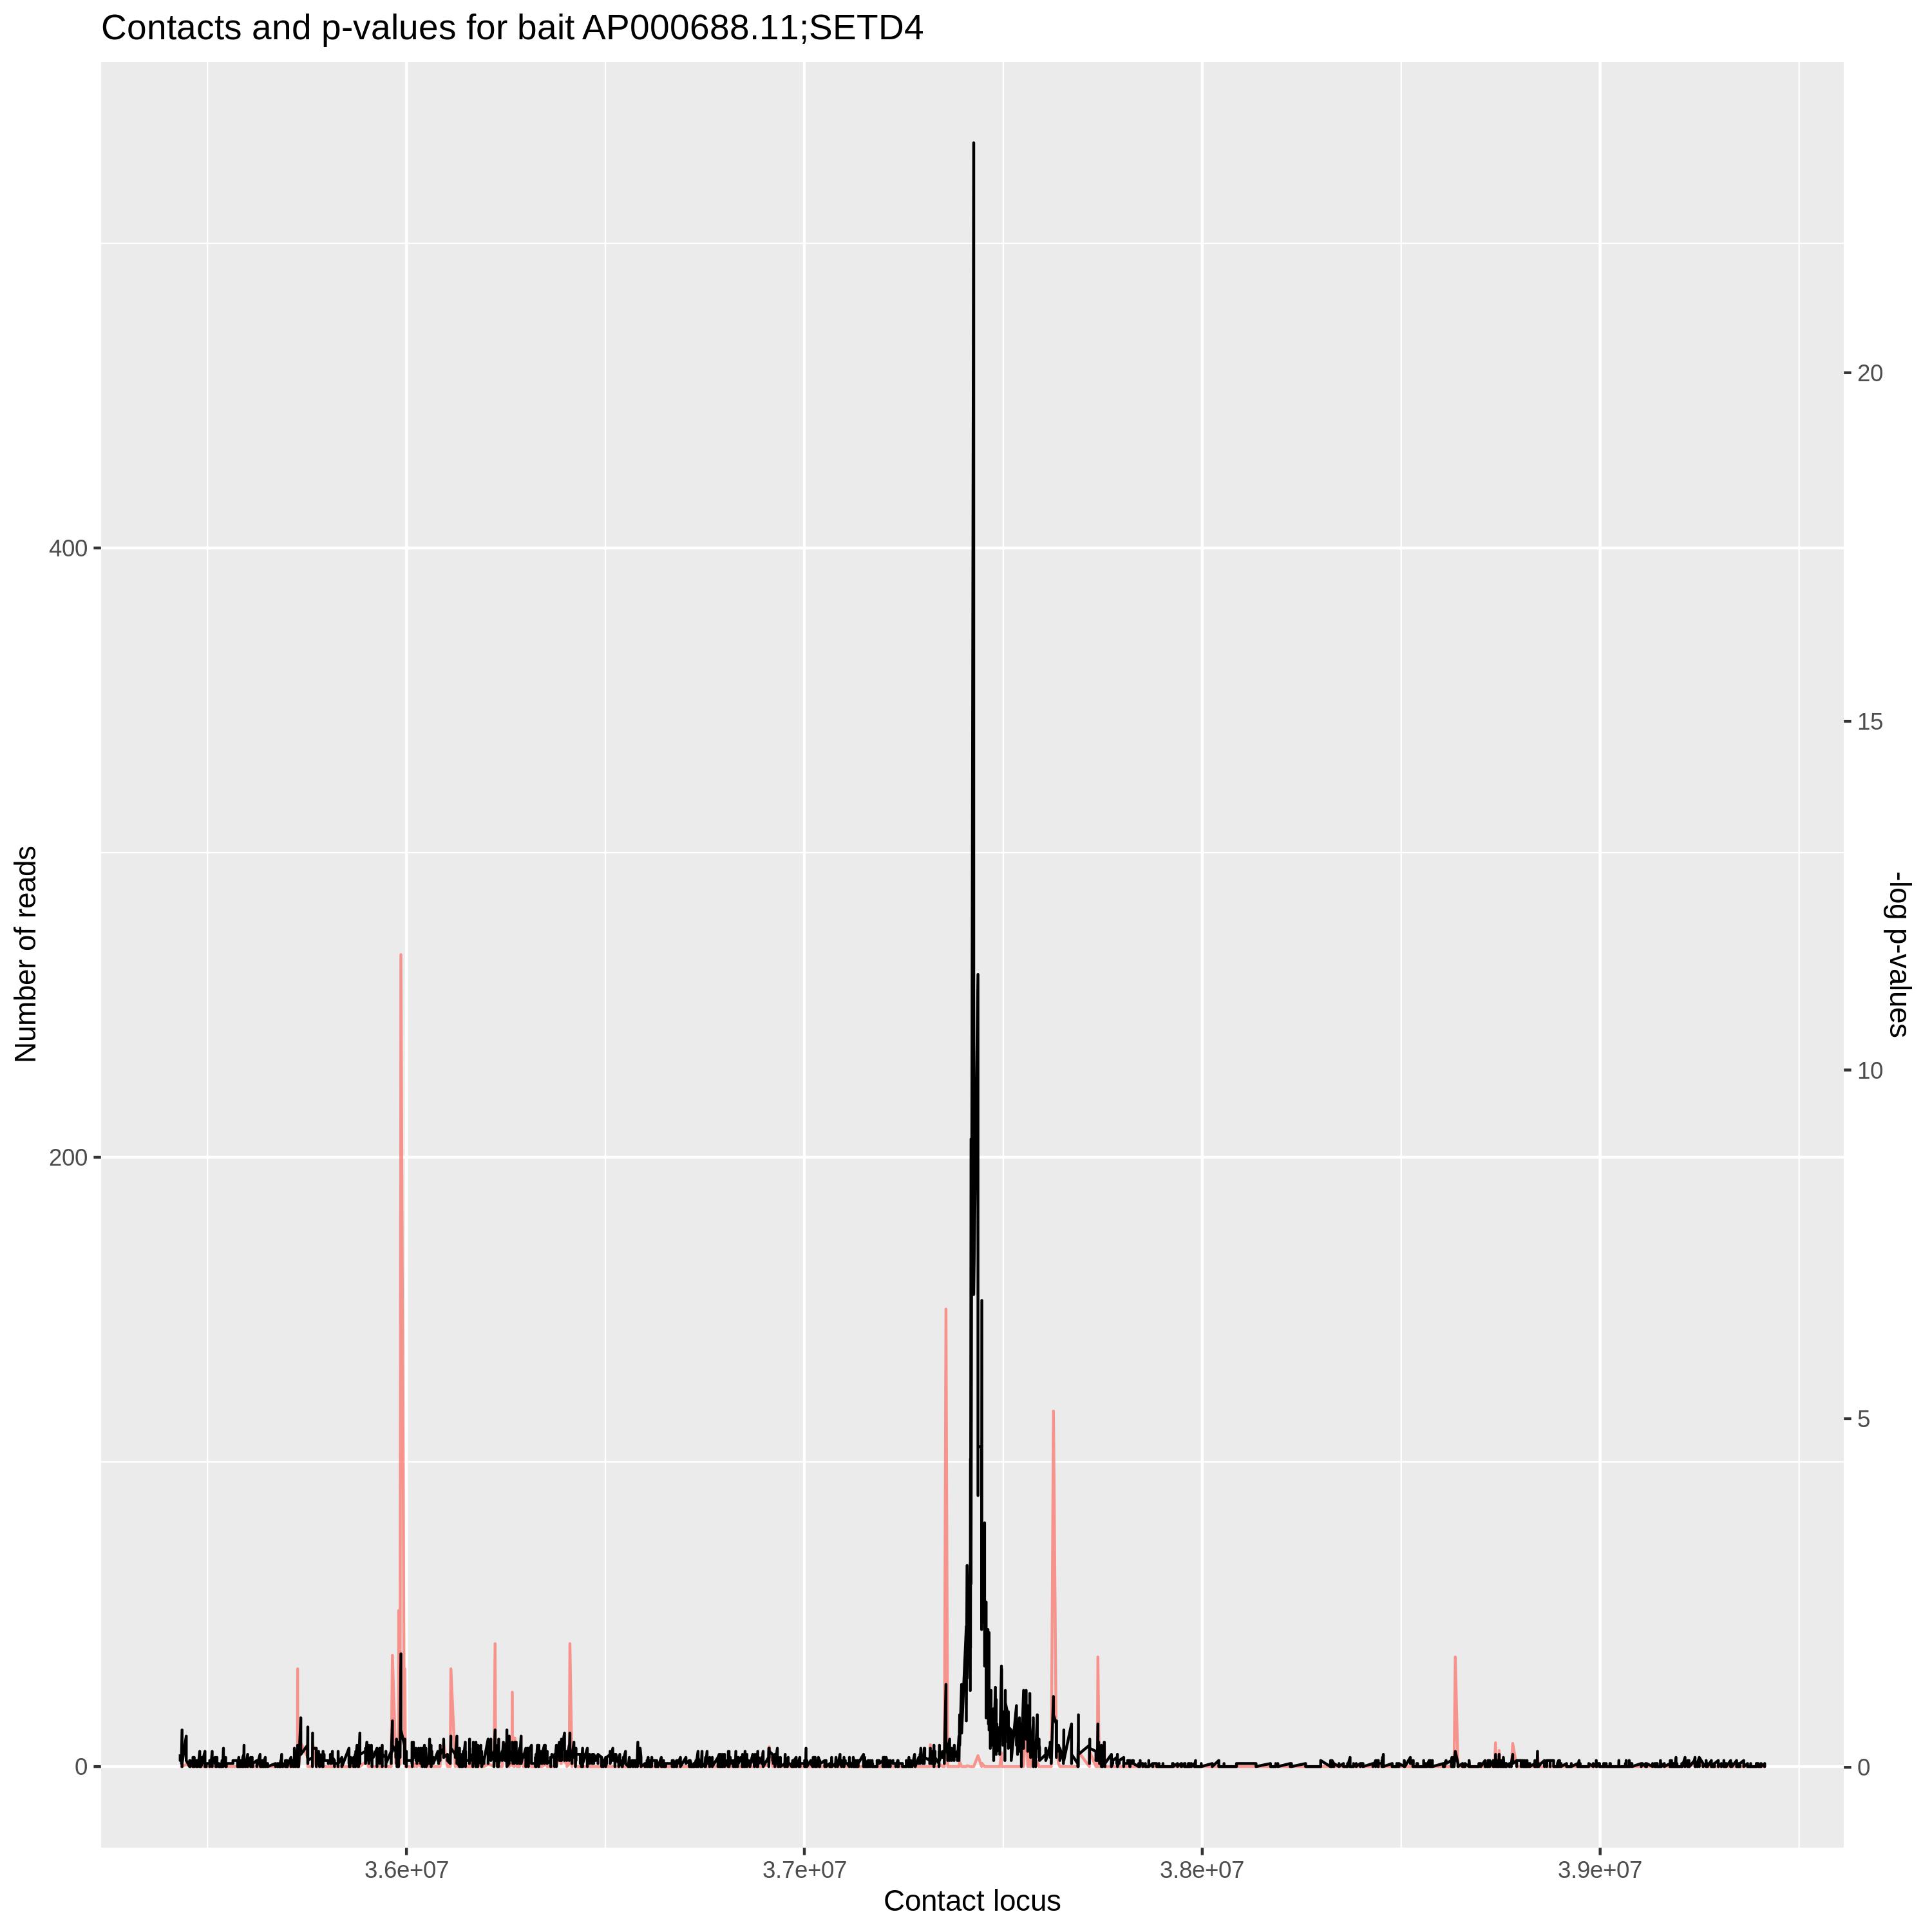 Contacts and p-values for bait AP000688.11;SETD4
Number of reads
400
200
0
20
15
10
5
0
-log p-values
3.6e+07
3.7e+07
3.8e+07
3.9e+07
Contact locus